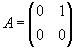 A = ( 0 1
0 0 )